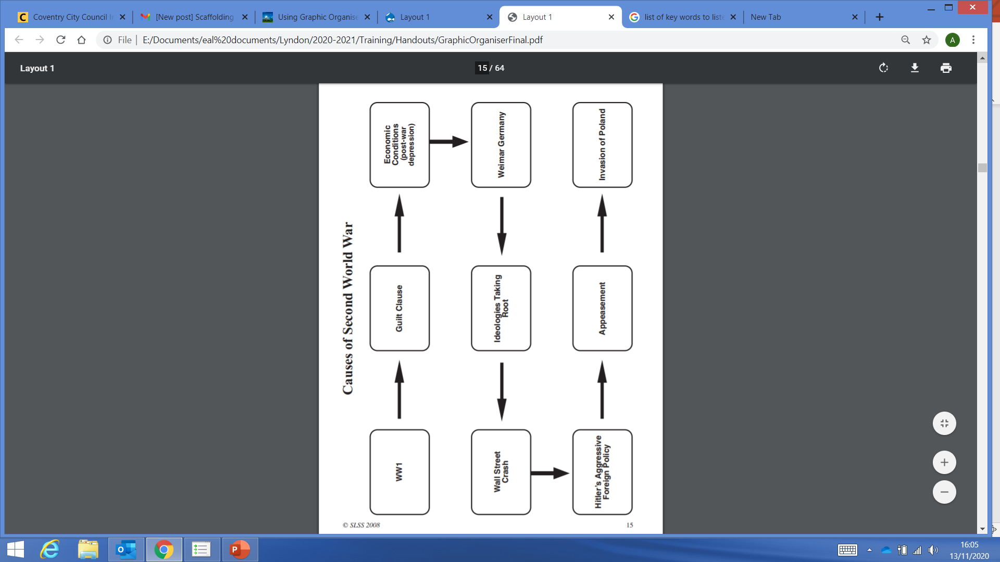 Coventry City Council I
[New post] Scaffolding
Using Graphic Organise
Layout 1
Layout 1
list of key words to liste
New Tab
File
E:/Documents/eal%20documents/Lyndon/2020-2021/Training/Handouts/GraphicOrganiserFinal.pdf
A
Layout 1
15 / 64
Causes of Second World War
WW1
Guilt Clause
Economic
Conditions
(post-war
depression)
Weimar Germany
Ideologies Taking
Root
Wall Street
Crash
Hitler's Aggressive
Foreign Policy
Appeasement
Invasion of Poland
© SLSS 2008
15
16:05
13/11/2020